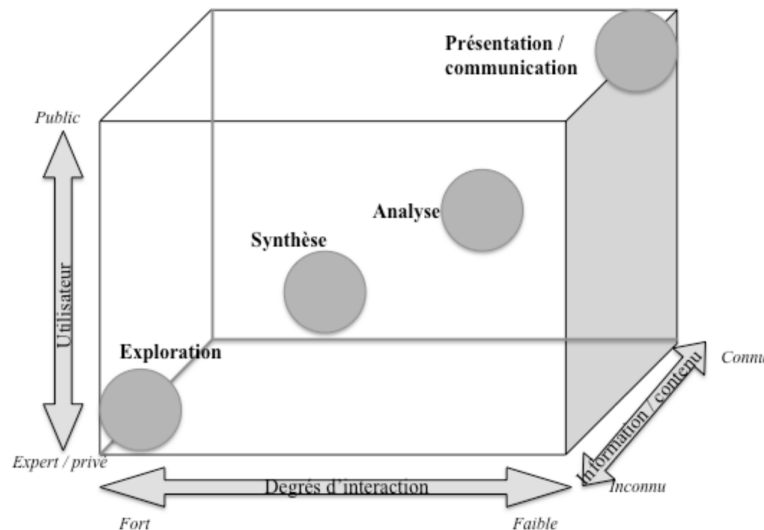 Présentation /
communication
Public
Analyse
Synthèse
Utilisateur
Exploration
Connu
Information / contenu
Expert / privé
Degrés d’interaction
Inconnu
Fort
Faible